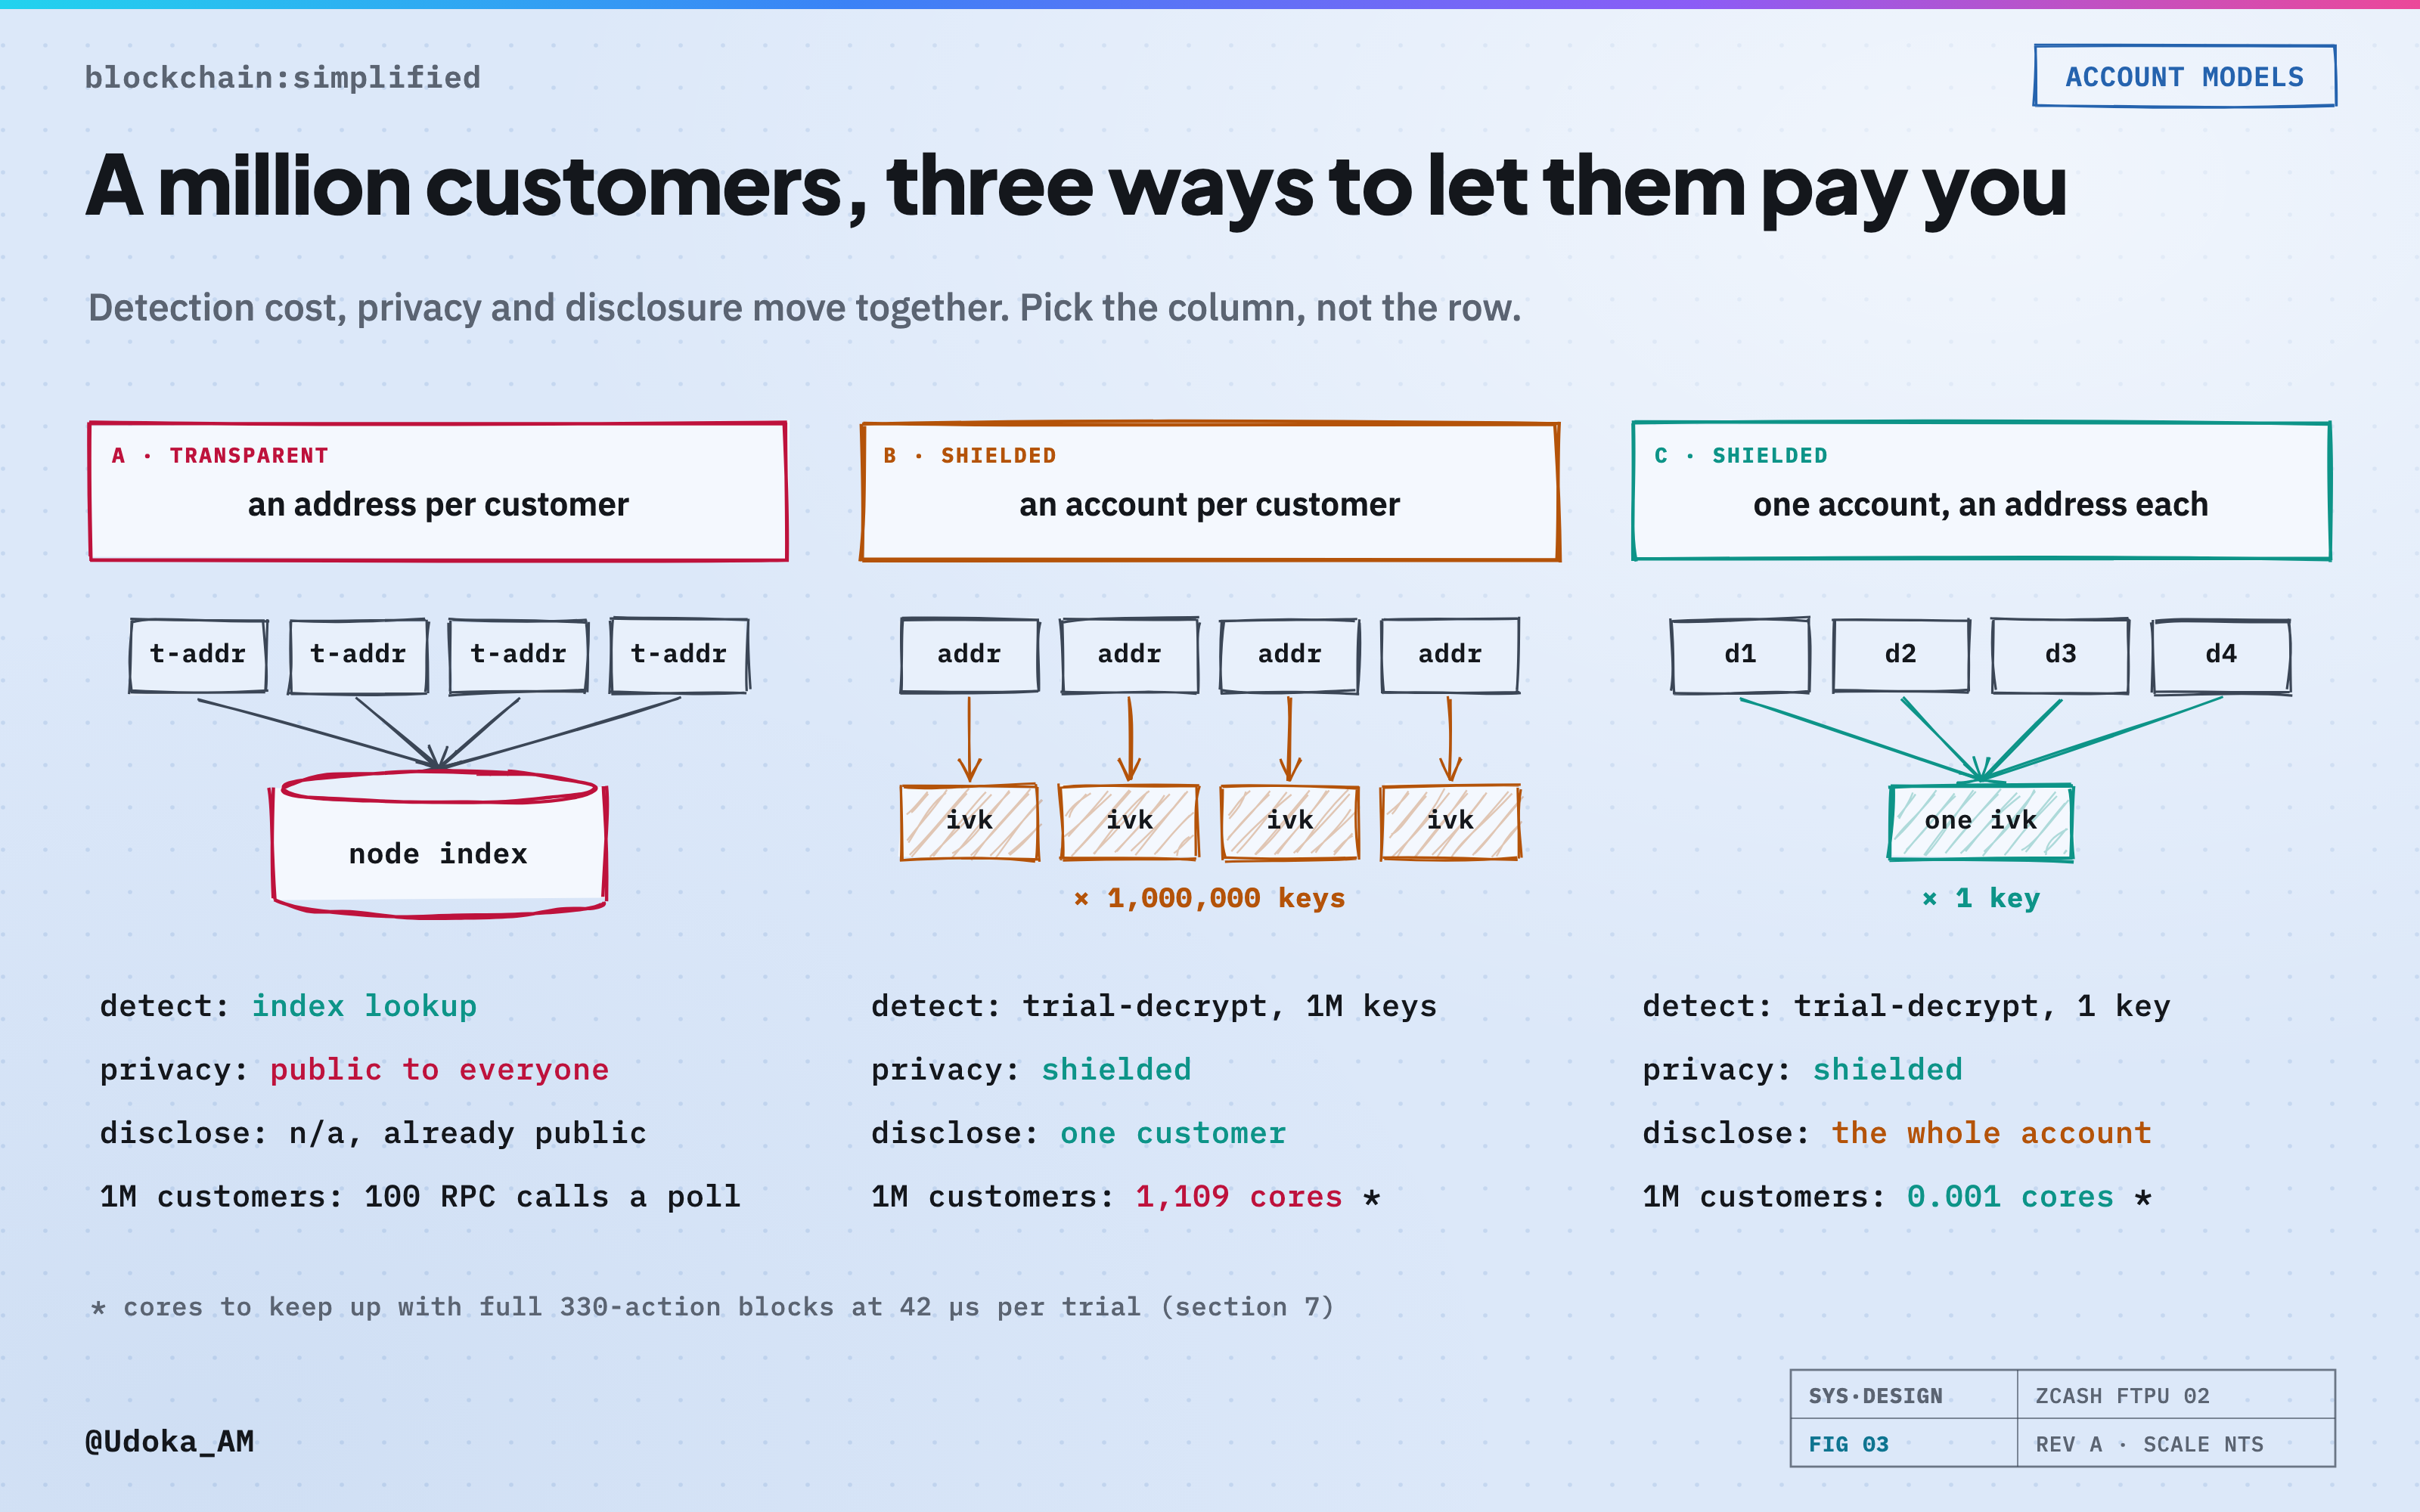 blockchain:simplified
ACCOUNT MODELS
A million customers, three ways to let them pay you
Detection cost, privacy and disclosure move together. Pick the column, not the row.
A · TRANSPARENT
an address per customer
t-addr t-addr t-addr t-addr
node index
detect: index lookup
privacy: public to everyone
disclose: n/a, already public
1M customers: 100 RPC calls a poll
B · SHIELDED
an account per customer
addr addr addr addr
ivk ivk ivk ivk
× 1,000,000 keys
detect: trial-decrypt, 1M keys
privacy: shielded
disclose: one customer
1M customers: 1,109 cores *
C · SHIELDED
one account, an address each
d1 d2 d3 d4
one ivk
× 1 key
detect: trial-decrypt, 1 key
privacy: shielded
disclose: the whole account
1M customers: 0.001 cores *
* cores to keep up with full 330-action blocks at 42 µs per trial (section 7)
@Udoka_AM
SYS·DESIGN ZCASH FTPU 02
FIG 03 REV A · SCALE NTS